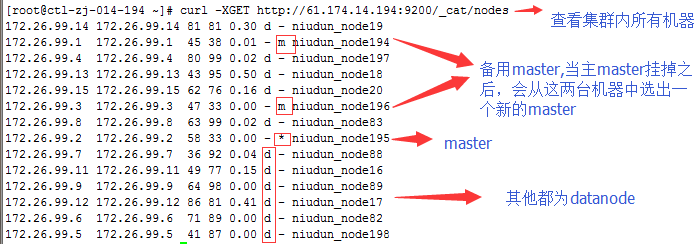 [root@ctl-zj-014-194 ~]# curl -XGET http://61.174.14.194:9200/_cat/nodes
查看集群内所有机器
172.26.99.14 172.26.99.14 81 81 0.30 d - niudun_node19
172.26.99.1 172.26.99.1 45 38 0.01 - m niudun_node194
172.26.99.4 172.26.99.4 80 99 0.02 d - niudun_node197
172.26.99.13 172.26.99.13 43 95 0.50 d - niudun_node18
172.26.99.15 172.26.99.15 62 76 0.16 d - niudun_node20
172.26.99.3 172.26.99.3 47 33 0.00 - m niudun_node196
备用master,当主master挂掉之
后，会从这两台机器中选出一
个新的master
172.26.99.8 172.26.99.8 63 99 0.02 d - niudun_node83
172.26.99.2 172.26.99.2 58 33 0.00 - * niudun_node195
master
172.26.99.7 172.26.99.7 36 92 0.04 d - niudun_node88
172.26.99.11 172.26.99.11 49 77 0.15 d - niudun_node16
172.26.99.9 172.26.99.9 64 98 0.00 d - niudun_node89
172.26.99.12 172.26.99.12 86 81 0.41 d - niudun_node17
其他都为datanode
172.26.99.6 172.26.99.6 71 89 0.00 d - niudun_node82
172.26.99.5 172.26.99.5 41 87 0.00 d - niudun_node198